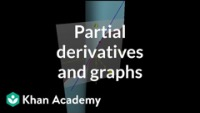 Partial
derivatives
and graphs
Khan Academy